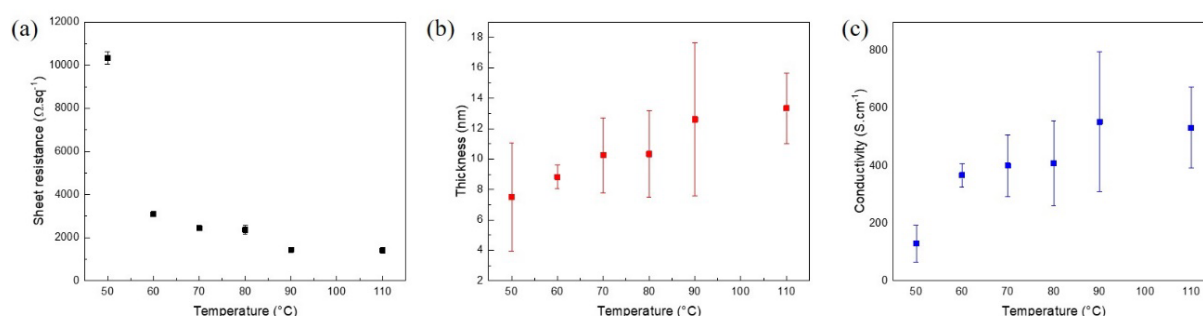 (a)
12000
10000
8000
6000
4000
2000
0
Sheet resistance (Ω.sq⁻¹)
50 60 70 80 90 100 110
Temperature (°C)
(b)
18
16
14
12
10
8
6
4
2
Thickness (nm)
50 60 70 80 90 100 110
Temperature (°C)
(c)
800
600
400
200
0
Conductivity (S.cm⁻¹)
50 60 70 80 90 100 110
Temperature (°C)